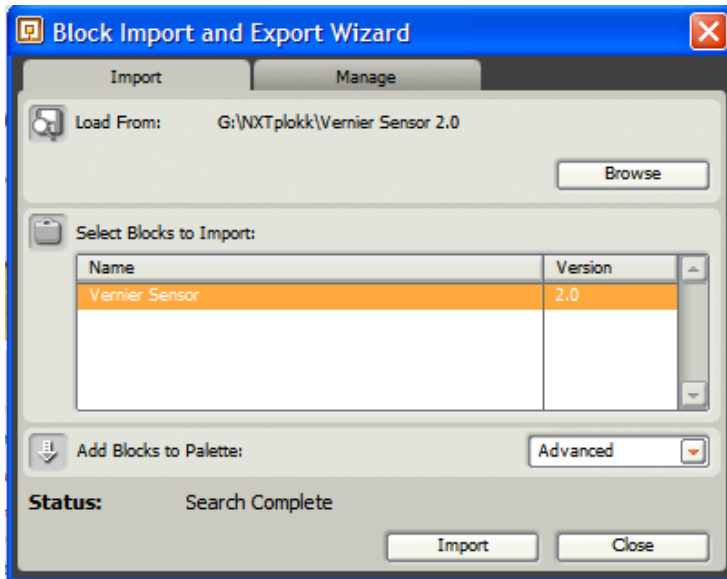 Block Import and Export Wizard
Import Manage
Load From: G:\NXTplokk\Vernier Sensor 2.0
Browse
Select Blocks to Import:
Name Version
Vernier Sensor 2.0
Add Blocks to Palette: Advanced
Status: Search Complete
Import Close